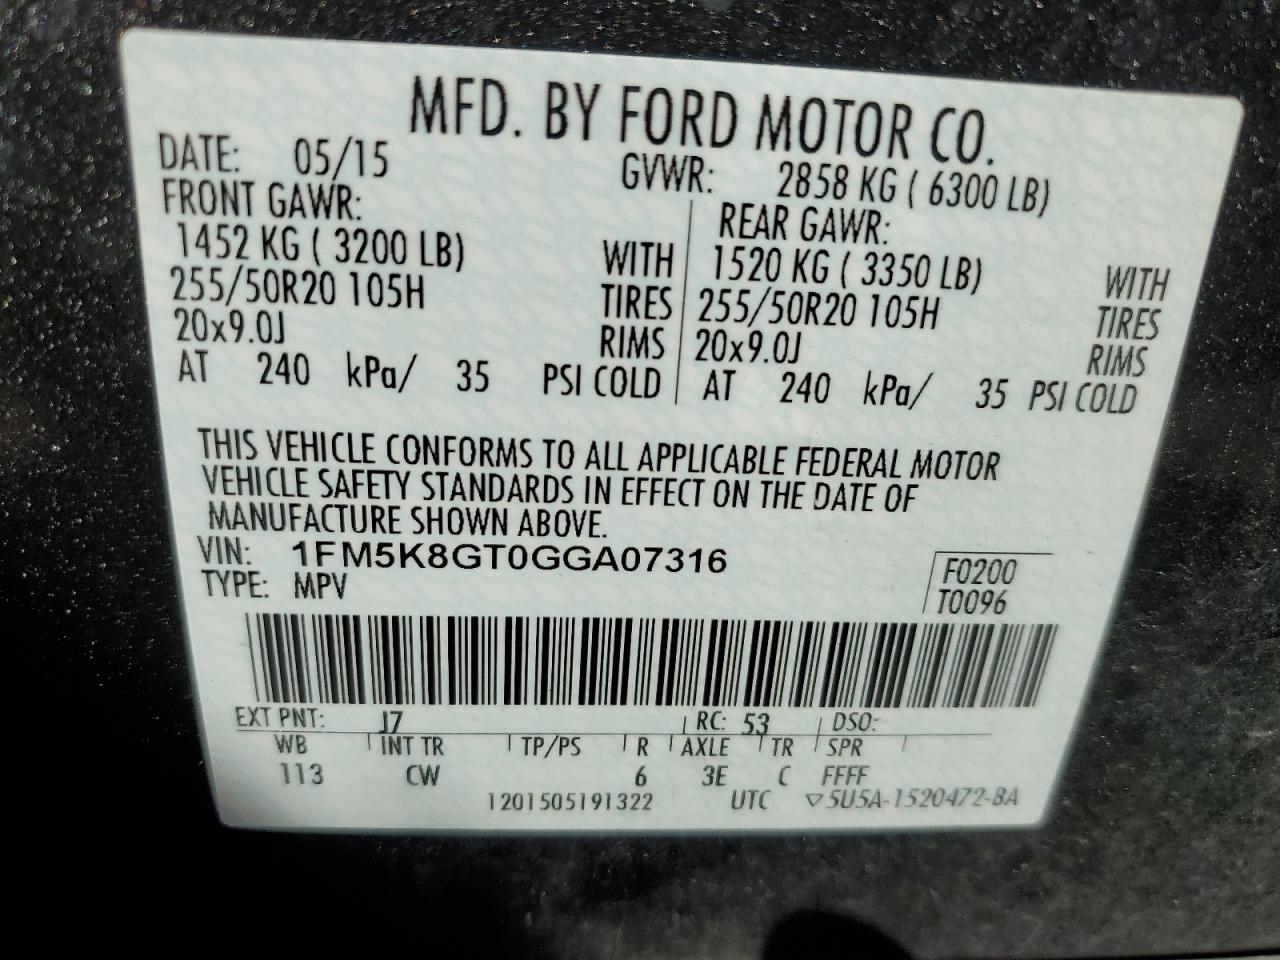 MFD. BY FORD MOTOR CO.
DATE: 05/15 GVWR: 2858 KG ( 6300 LB)
FRONT GAWR:
1452 KG ( 3200 LB) WITH
255/50R20 105H TIRES
20x9.0J RIMS
AT 240 kPa/ 35 PSI COLD
REAR GAWR:
1520 KG ( 3350 LB) WITH
255/50R20 105H TIRES
20x9.0J RIMS
AT 240 kPa/ 35 PSI COLD
THIS VEHICLE CONFORMS TO ALL APPLICABLE FEDERAL MOTOR
VEHICLE SAFETY STANDARDS IN EFFECT ON THE DATE OF
MANUFACTURE SHOWN ABOVE.
VIN: 1FM5K8GT0GGA07316
TYPE: MPV
F0200
T0096
EXT PNT: J7 RC: 53 DSO:
WB INT TR TP/PS R AXLE TR SPR
113 CW 6 3E C FFFF
1201505191322 UTC ▽5U5A-1520472-BA